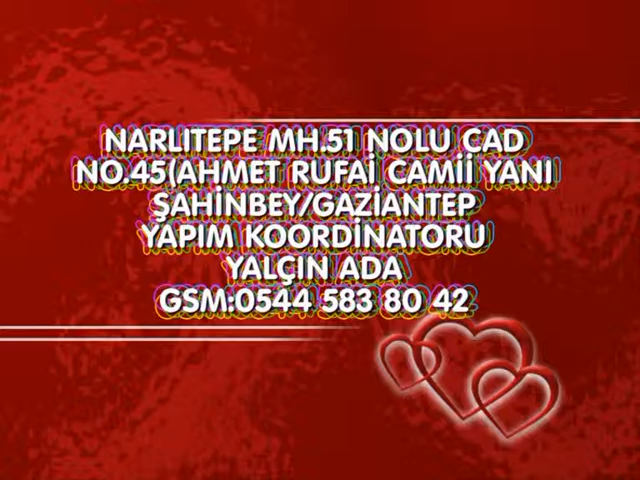 NARLITEPE MH.51 NOLU CAD
NO.45(AHMET RUFAİ CAMİİ YANI
ŞAHİNBEY/GAZİANTEP
YAPIM KOORDİNATORU
YALÇIN ADA
GSM:0544 583 80 42